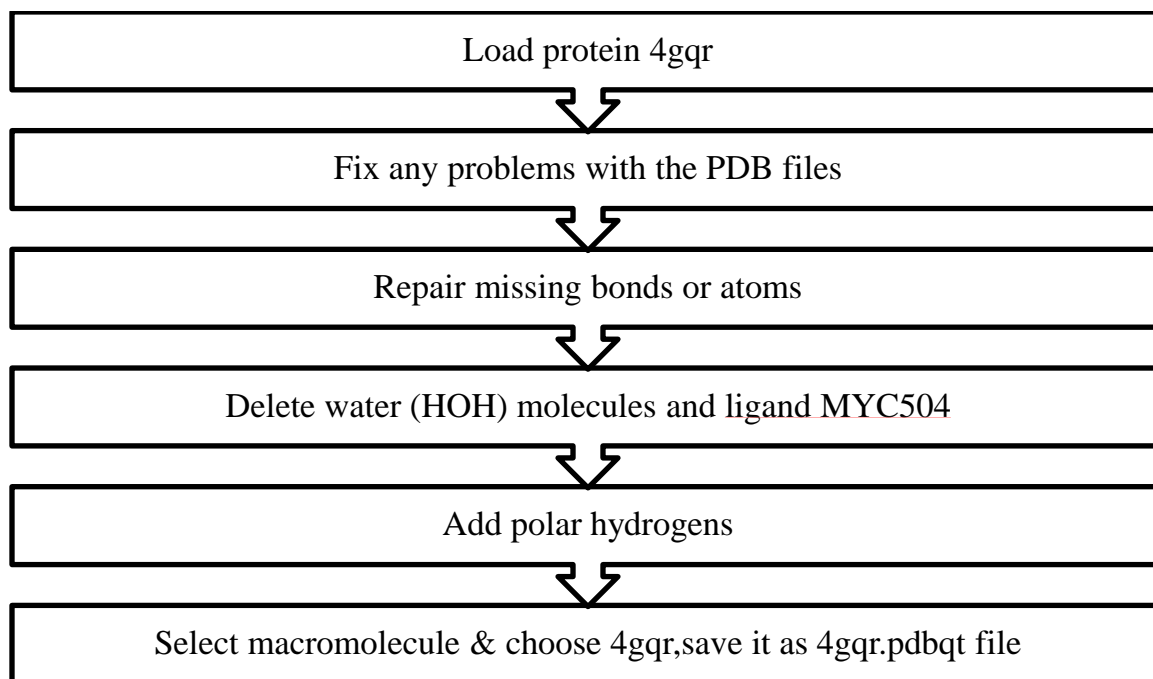 Load protein 4gqr
Fix any problems with the PDB files
Repair missing bonds or atoms
Delete water (HOH) molecules and ligand MYC504
Add polar hydrogens
Select macromolecule & choose 4gqr,save it as 4gqr.pdbqt file